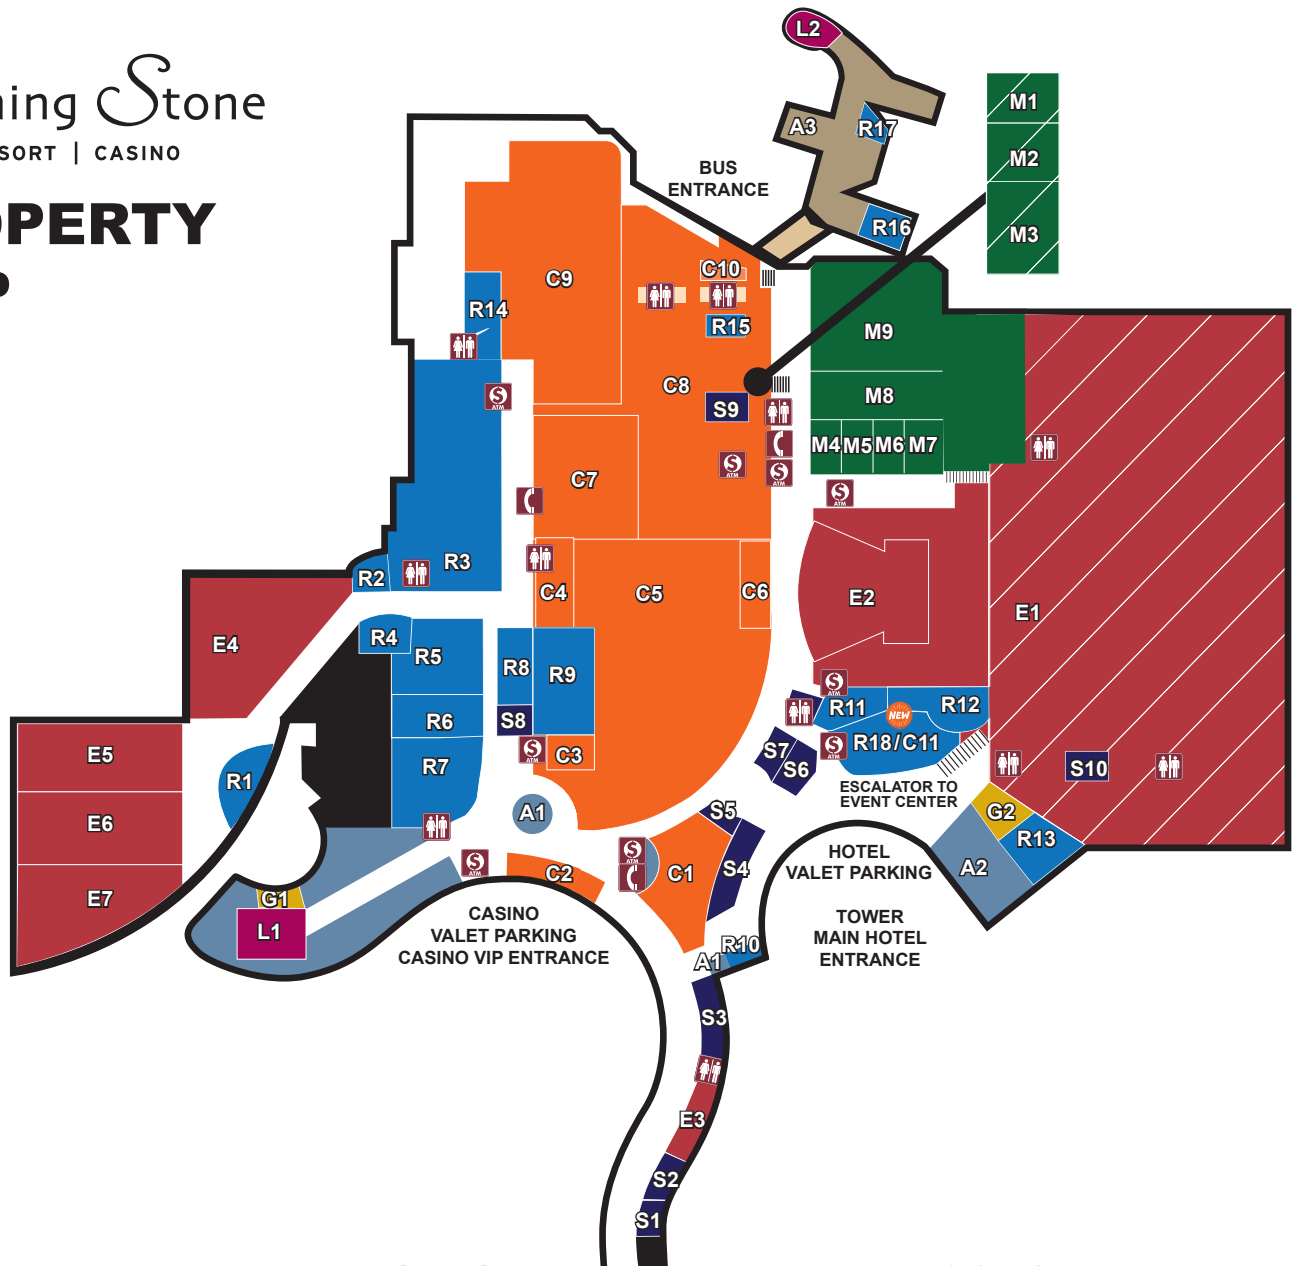 ning Stone
SORT | CASINO
OPERTY
L2
M1
A3
R17
M2
BUS
ENTRANCE
R16
M3
C10
C9
R14
R15
M9
C8
S9
M8
M4 M5 M6 M7
S ATM
C7
R3
R2
C4
C5
C6
E2
E1
E4
R4
R5
R8
R9
R6
S8
R11
NEW
R12
R18/C11
E5
C3
S7
S6
R7
R1
S10
ESCALATOR TO
EVENT CENTER
A1
S5
G2
R13
E6
HOTEL
VALET PARKING
A2
C2
C1
S4
E7
G1
L1
CASINO
VALET PARKING
CASINO VIP ENTRANCE
TOWER
MAIN HOTEL
ENTRANCE
R10
A1
S3
E3
S2
S1